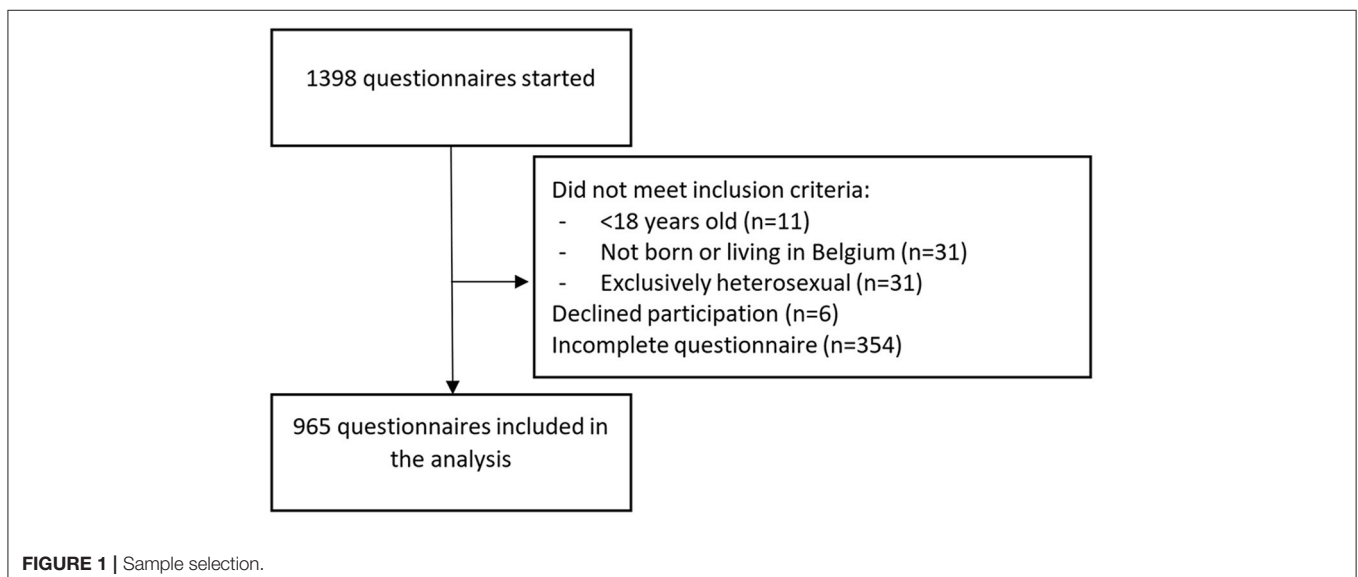 1398 questionnaires started
Did not meet inclusion criteria:
- <18 years old (n=11)
- Not born or living in Belgium (n=31)
- Exclusively heterosexual (n=31)
Declined participation (n=6)
Incomplete questionnaire (n=354)
965 questionnaires included in
the analysis
FIGURE 1 | Sample selection.